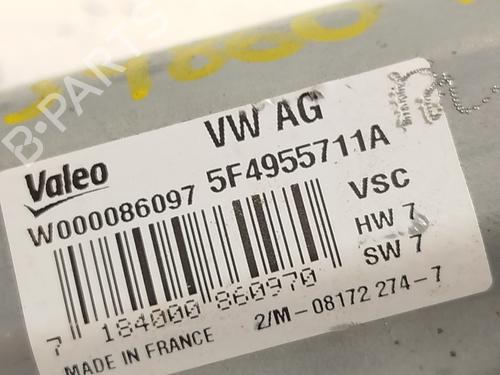 VW AG
Valeo
W000086097 5F4955711A
VSC
HW 7
SW 7
7 184000 860970
2/M-08172 274-7
MADE IN FRANCE
B-PARTS